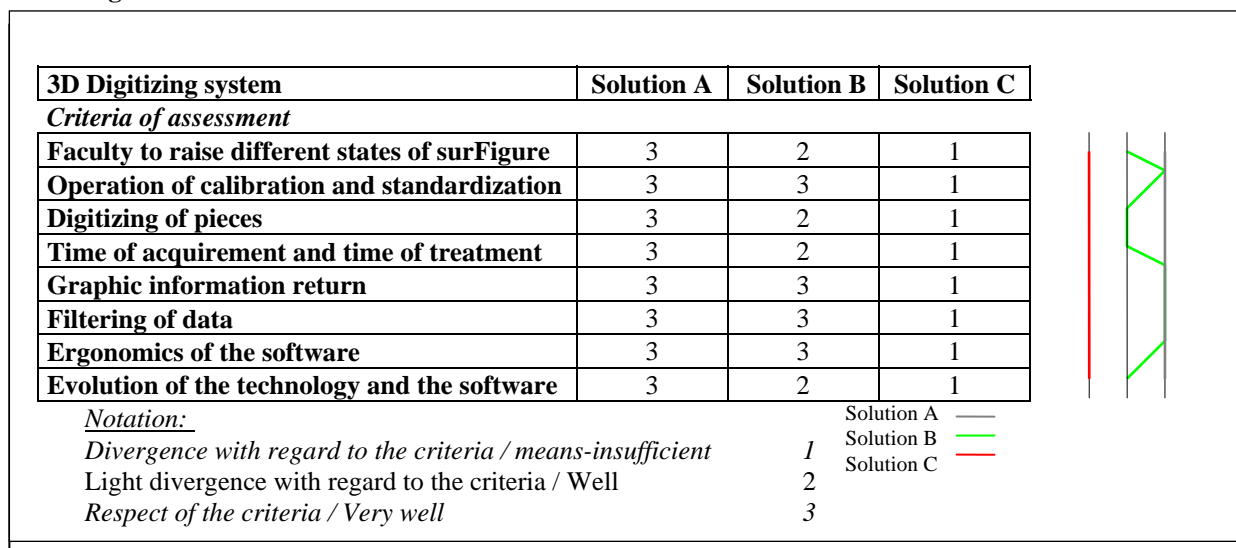 3D Digitizing system Solution A Solution B Solution C
Criteria of assessment
Faculty to raise different states of surFigure 3 2 1
Operation of calibration and standardization 3 3 1
Digitizing of pieces 3 2 1
Time of acquirement and time of treatment 3 2 1
Graphic information return 3 3 1
Filtering of data 3 3 1
Ergonomics of the software 3 3 1
Evolution of the technology and the software 3 2 1
Notation:
Divergence with regard to the criteria / means-insufficient 1
Light divergence with regard to the criteria / Well 2
Respect of the criteria / Very well 3
Solution A
Solution B
Solution C